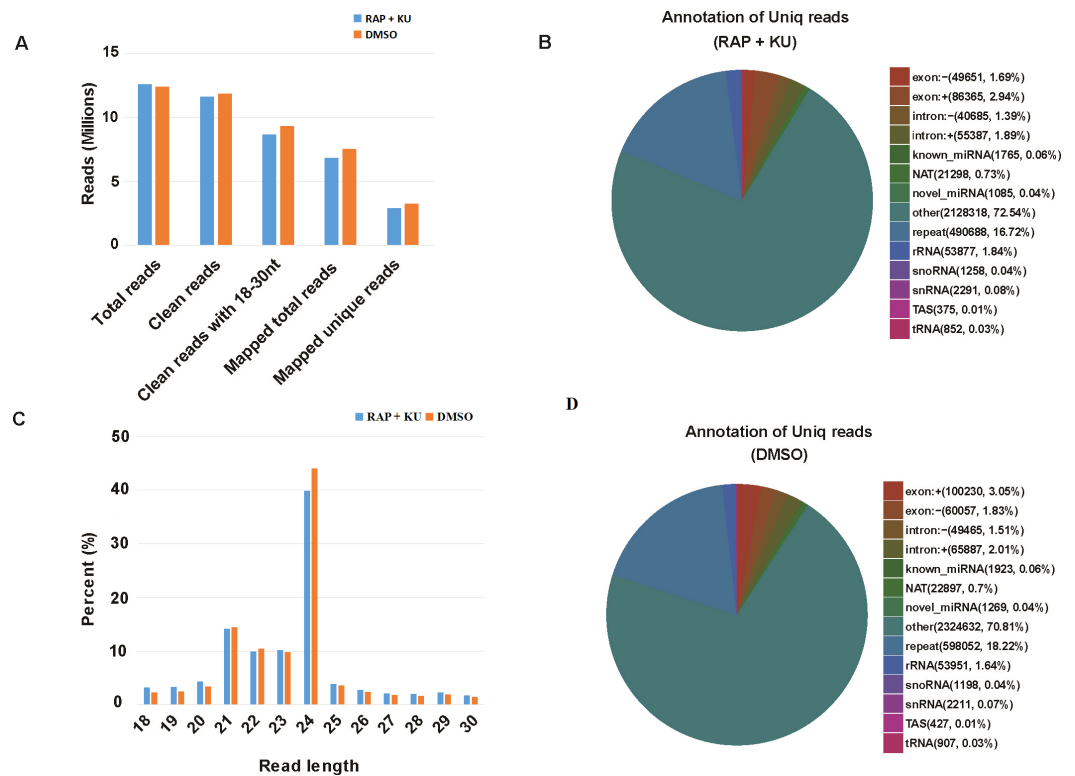 A
RAP + KU
DMSO
Reads (Millions)
15
10
5
0
Total reads
Clean reads
Clean reads with 18-30nt
Mapped total reads
Mapped unique reads
B
Annotation of Uniq reads
(RAP + KU)
exon:−(49651, 1.69%)
exon:+(86365, 2.94%)
intron:−(40685, 1.39%)
intron:+(55387, 1.89%)
known_miRNA(1765, 0.06%)
NAT(21298, 0.73%)
novel_miRNA(1085, 0.04%)
other(2128318, 72.54%)
repeat(490688, 16.72%)
rRNA(53877, 1.84%)
snoRNA(1258, 0.04%)
snRNA(2291, 0.08%)
TAS(375, 0.01%)
tRNA(852, 0.03%)
C
RAP + KU DMSO
Percent (%)
50
40
30
20
10
0
18 19 20 21 22 23 24 25 26 27 28 29 30
Read length
D
Annotation of Uniq reads
(DMSO)
exon:+(100230, 3.05%)
exon:−(60057, 1.83%)
intron:−(49465, 1.51%)
intron:+(65887, 2.01%)
known_miRNA(1923, 0.06%)
NAT(22897, 0.7%)
novel_miRNA(1269, 0.04%)
other(2324632, 70.81%)
repeat(598052, 18.22%)
rRNA(53951, 1.64%)
snoRNA(1198, 0.04%)
snRNA(2211, 0.07%)
TAS(427, 0.01%)
tRNA(907, 0.03%)